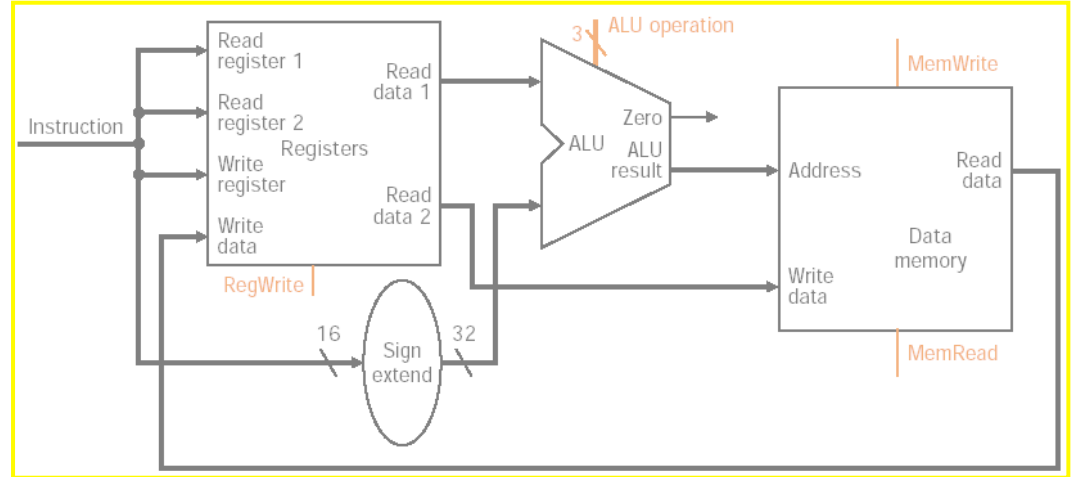 Instruction
Read
register 1
Read
register 2
Registers
Write
register
Write
data
Read
data 1
Read
data 2
RegWrite
16
Sign
extend
32
3
ALU operation
Zero
ALU
ALU
result
MemWrite
Address
Read
data
Data
memory
Write
data
MemRead